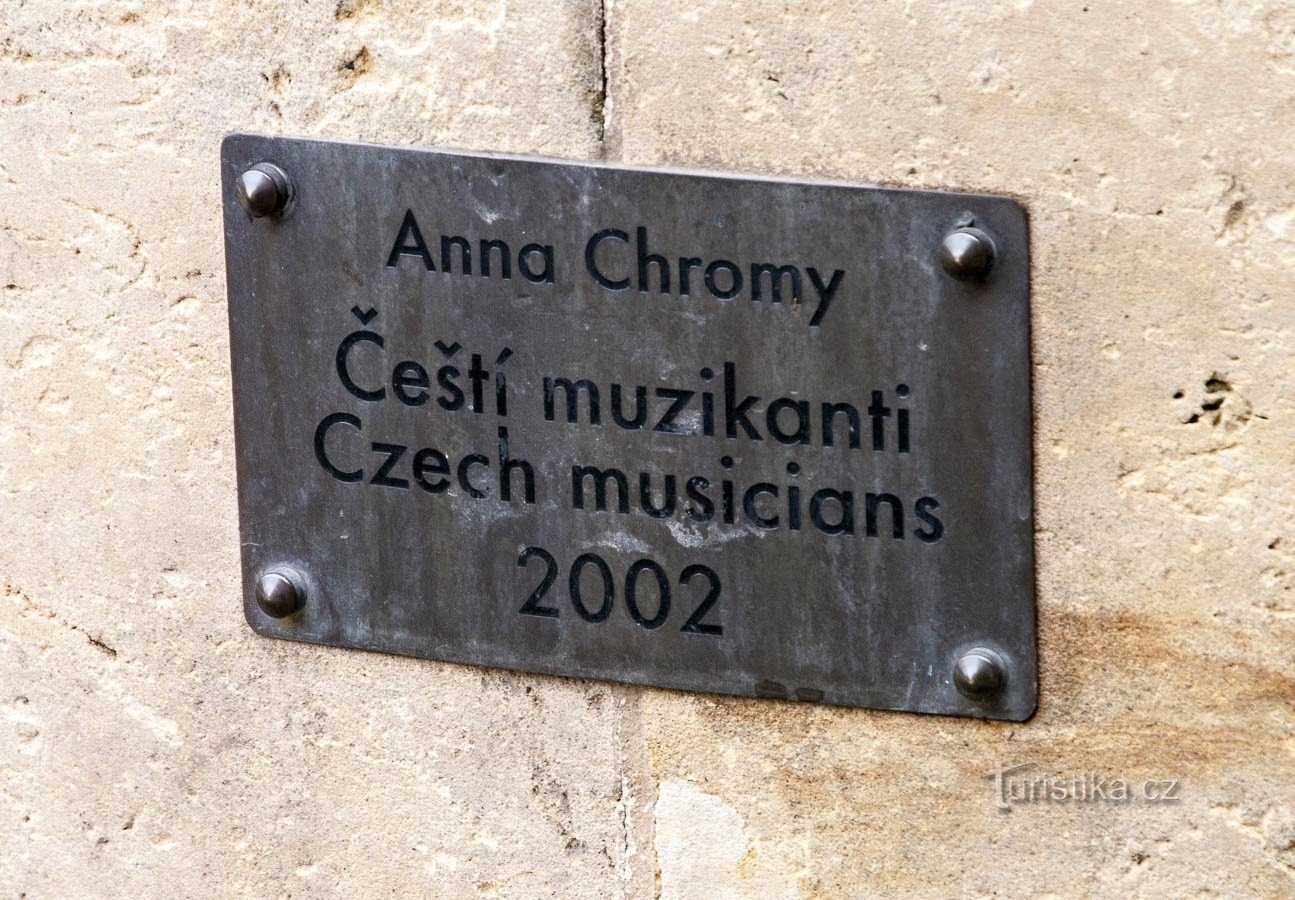 Anna Chromy
Čeští muzikanti
Czech musicians
2002
Turistika.cz